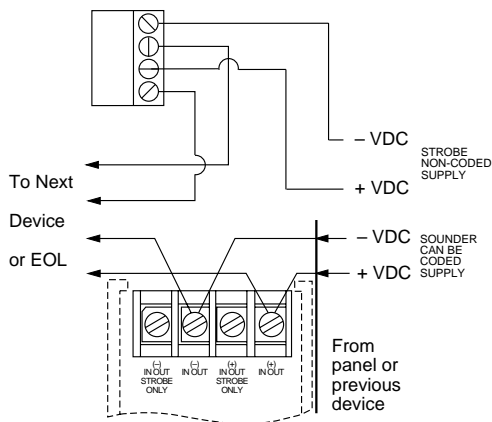 – VDC
STROBE
NON-CODED
SUPPLY
+ VDC
To Next
Device
or EOL
– VDC
SOUNDER
CAN BE
CODED
SUPPLY
+ VDC
(–)
IN OUT
STROBE
ONLY
(–)
IN OUT
(+)
IN OUT
STROBE
ONLY
(+)
IN OUT
From
panel or
previous
device